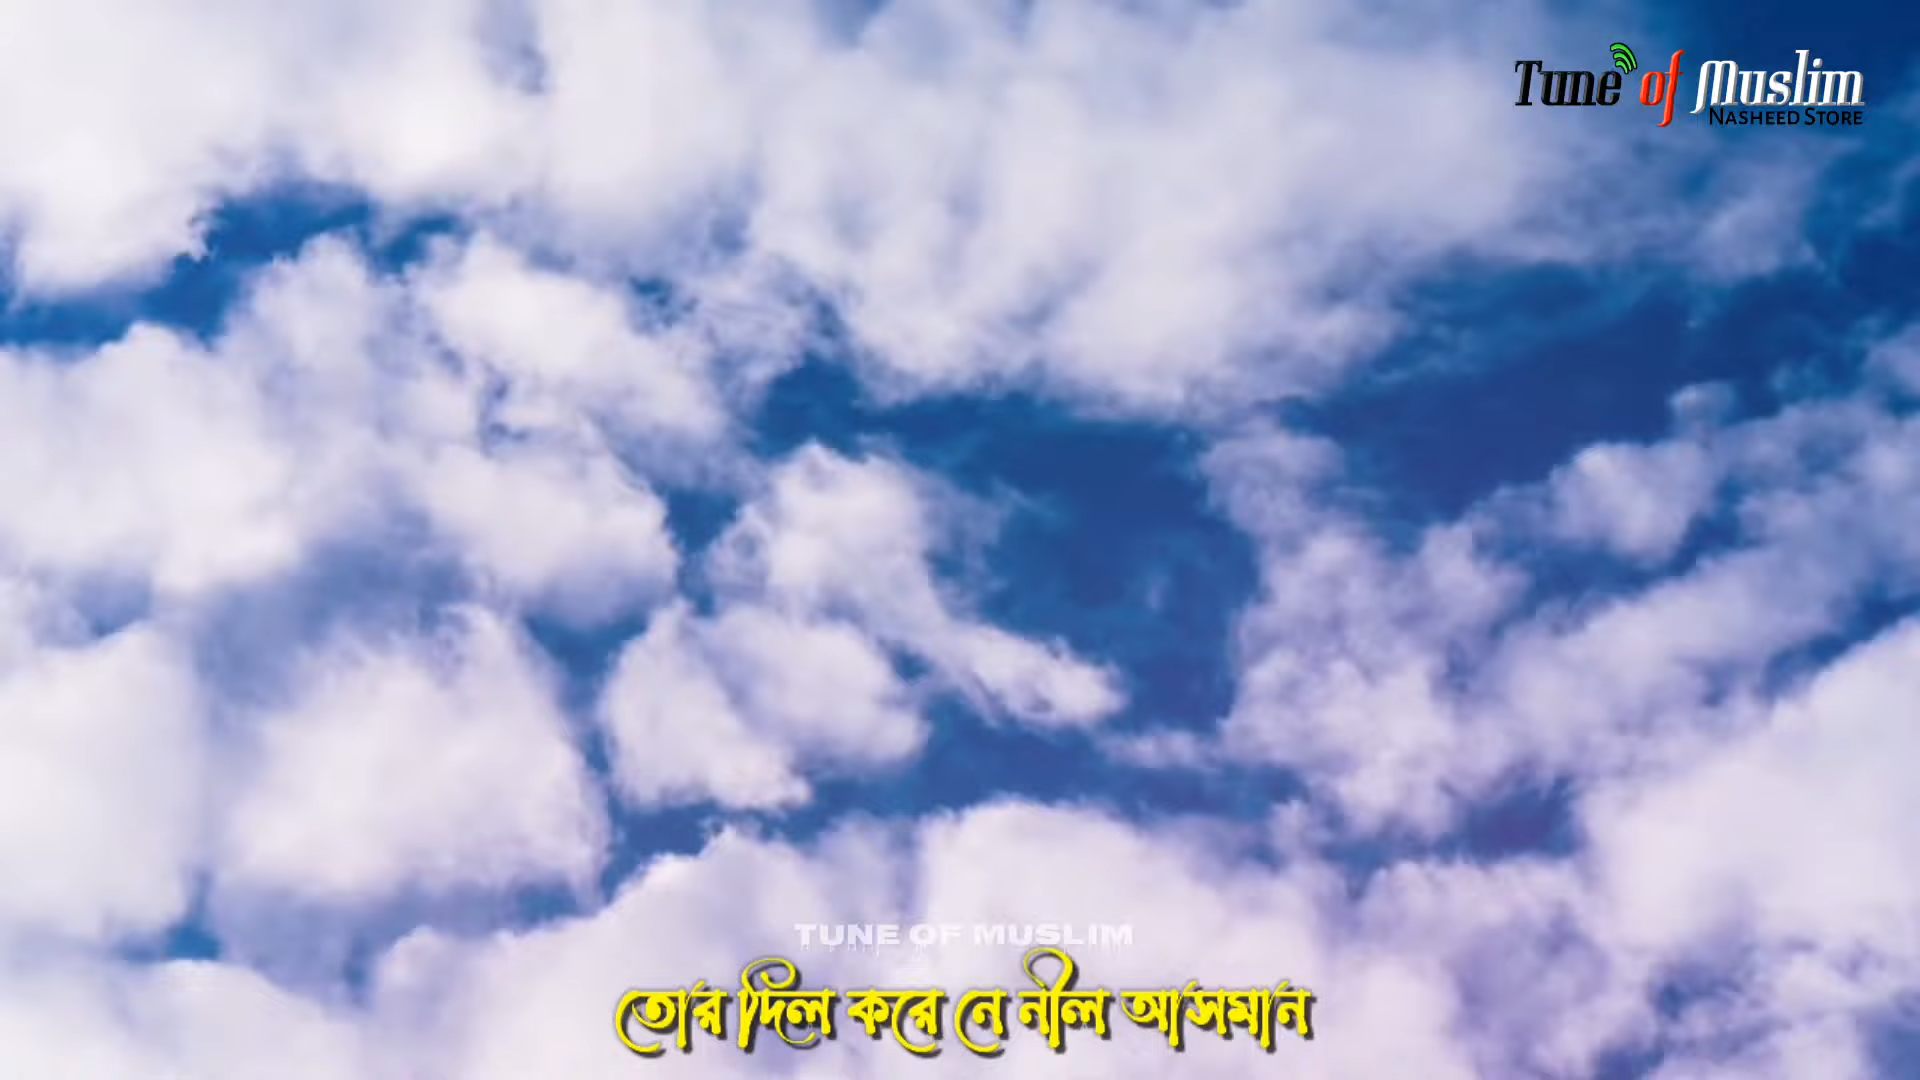 Tune of Muslim
NASHEED STORE
TUNE OF MUSLIM
তোর দিল করে নে নীল আসমান